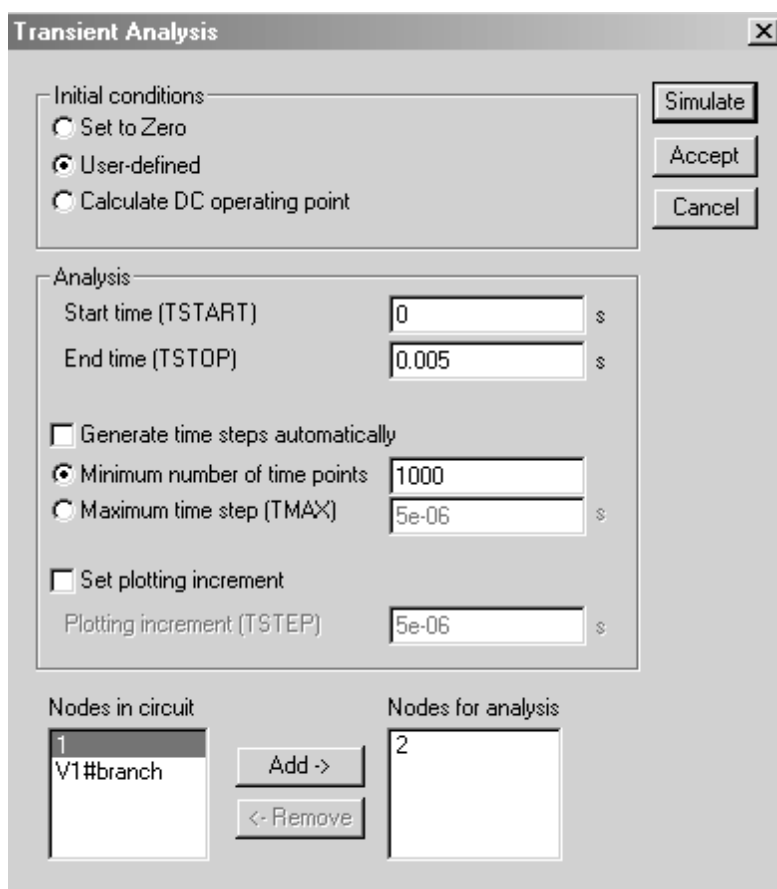 Transient Analysis
Initial conditions
Set to Zero
User-defined
Calculate DC operating point
Simulate
Accept
Cancel
Analysis
Start time (TSTART) 0 s
End time (TSTOP) 0.005 s
Generate time steps automatically
Minimum number of time points 1000
Maximum time step (TMAX) 5e-06 s
Set plotting increment
Plotting increment (TSTEP) 5e-06 s
Nodes in circuit
1
V1#branch
Add ->
<- Remove
Nodes for analysis
2